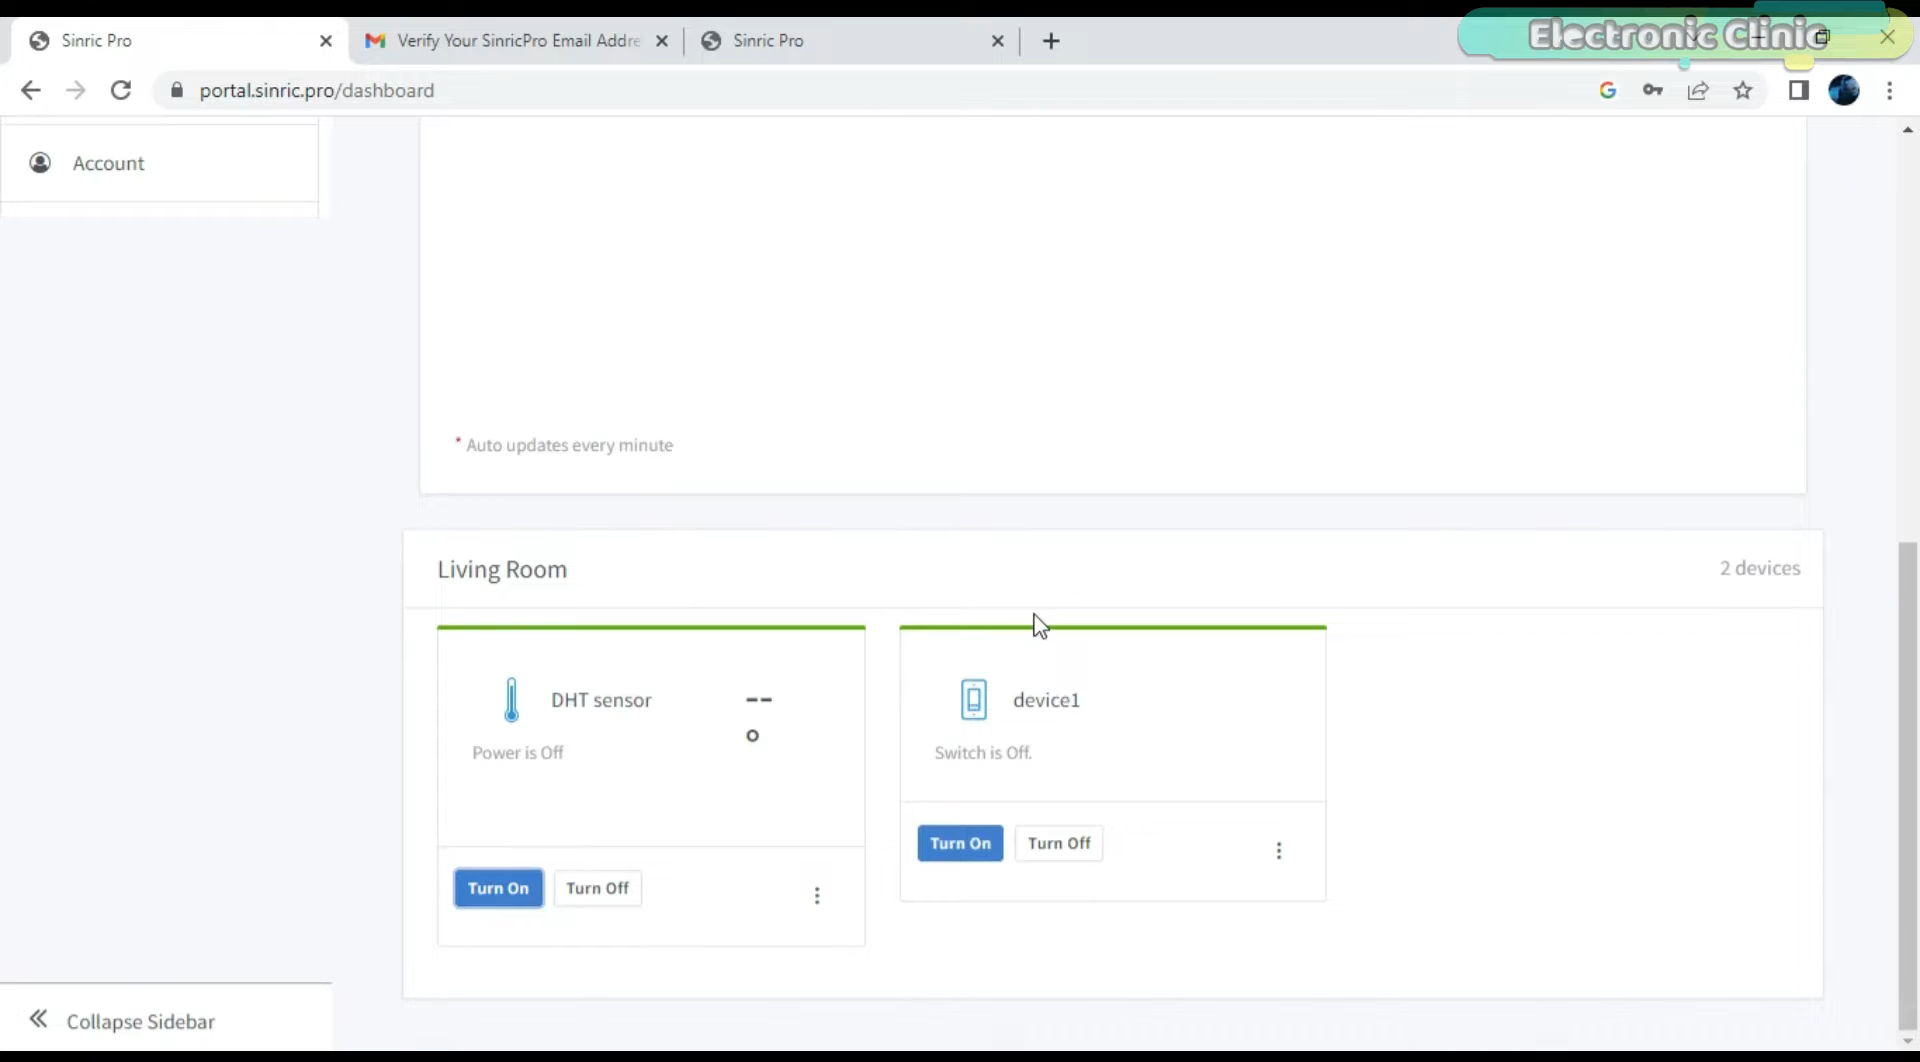 Electronic Clinic
Sinric Pro
Verify Your SinricPro Email Addre
Sinric Pro
portal.sinric.pro/dashboard
Account
* Auto updates every minute
Living Room
2 devices
DHT sensor
--
Power is Off
device1
Switch is Off.
Turn On
Turn Off
Turn On
Turn Off
Collapse Sidebar